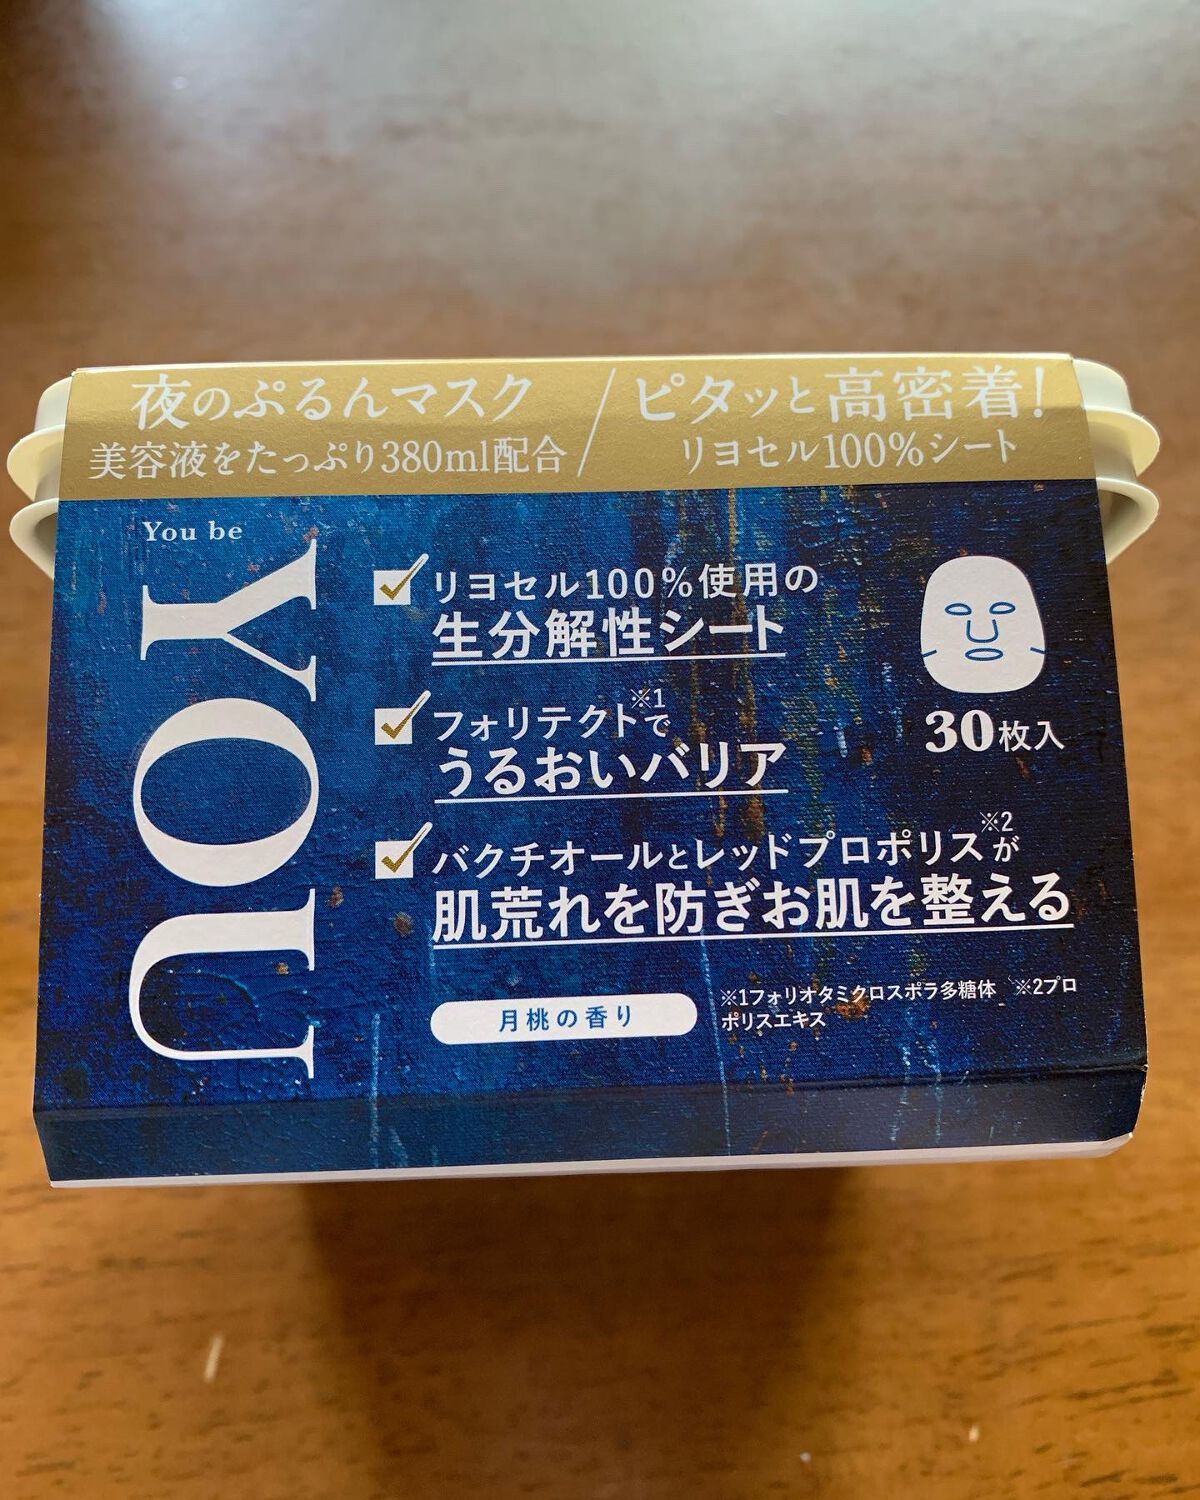 夜のぷるんマスク
美容液をたっぷり380ml配合
ピタッと高密着!
リヨセル100%シート
You be
YOU
リヨセル100%使用の
生分解性シート
フォリテクト※1で
うるおいバリア
バクチオールとレッドプロポリス※2が
肌荒れを防ぎお肌を整える
30枚入
月桃の香り
※1フォリオタミクロスポラ多糖体 ※2プロ
ポリスエキス